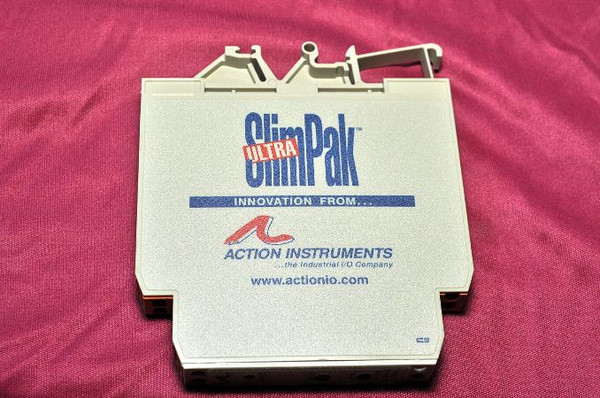 SlimPak™
ULTRA
INNOVATION FROM...
ACTION INSTRUMENTS
...the Industrial I/O Company
www.actionio.com